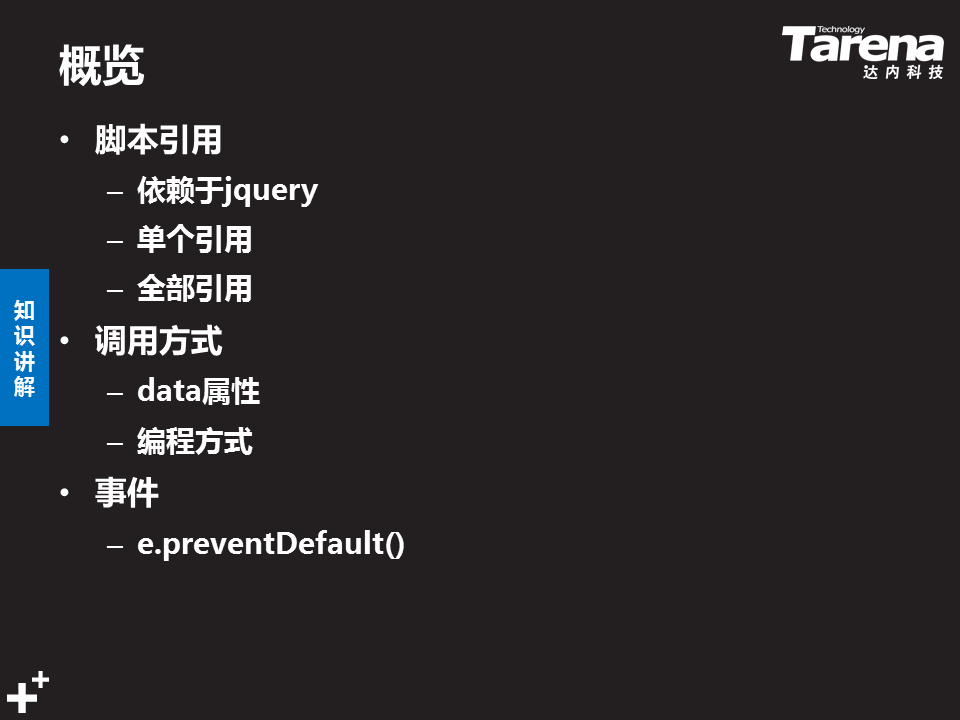 概览
Technology
Tarena
达内科技
• 脚本引用
– 依赖于jquery
– 单个引用
– 全部引用
• 调用方式
– data属性
– 编程方式
• 事件
– e.preventDefault()
知识讲解